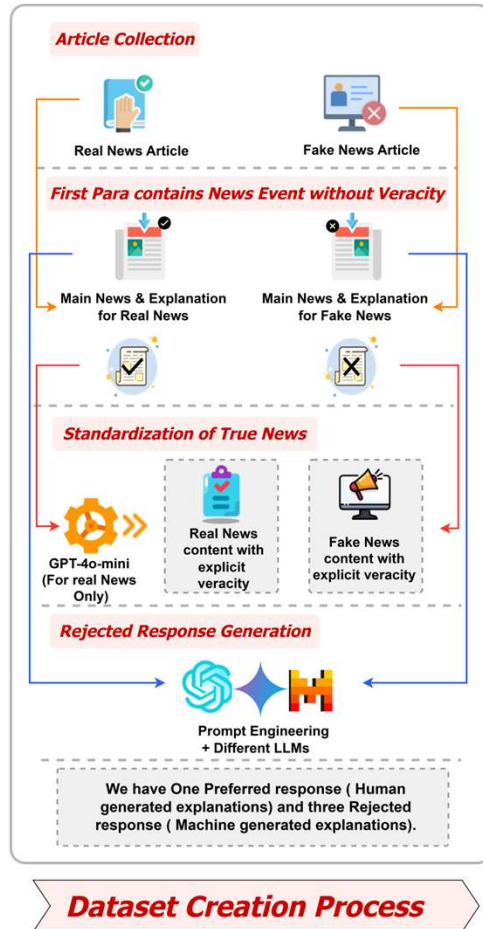 Article Collection
Real News Article
Fake News Article
First Para contains News Event without Veracity
Main News & Explanation
for Real News
Main News & Explanation
for Fake News
Standardization of True News
GPT-4o-mini
(For real News
Only)
Real News
content with
explicit
veracity
Fake News
content with
explicit veracity
Rejected Response Generation
Prompt Engineering
+ Different LLMs
We have One Preferred response ( Human
generated explanations) and three Rejected
response ( Machine generated explanations).
Dataset Creation Process